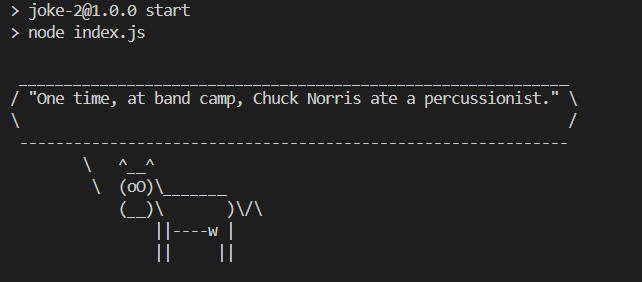 > joke-2@1.0.0 start
> node index.js
 _____________________________________________________________
/ "One time, at band camp, Chuck Norris ate a percussionist." \
\                                                             /
 -------------------------------------------------------------
        \   ^__^
         \  (oO)\_______
            (__)\       )\/\
                ||----w |
                ||     ||